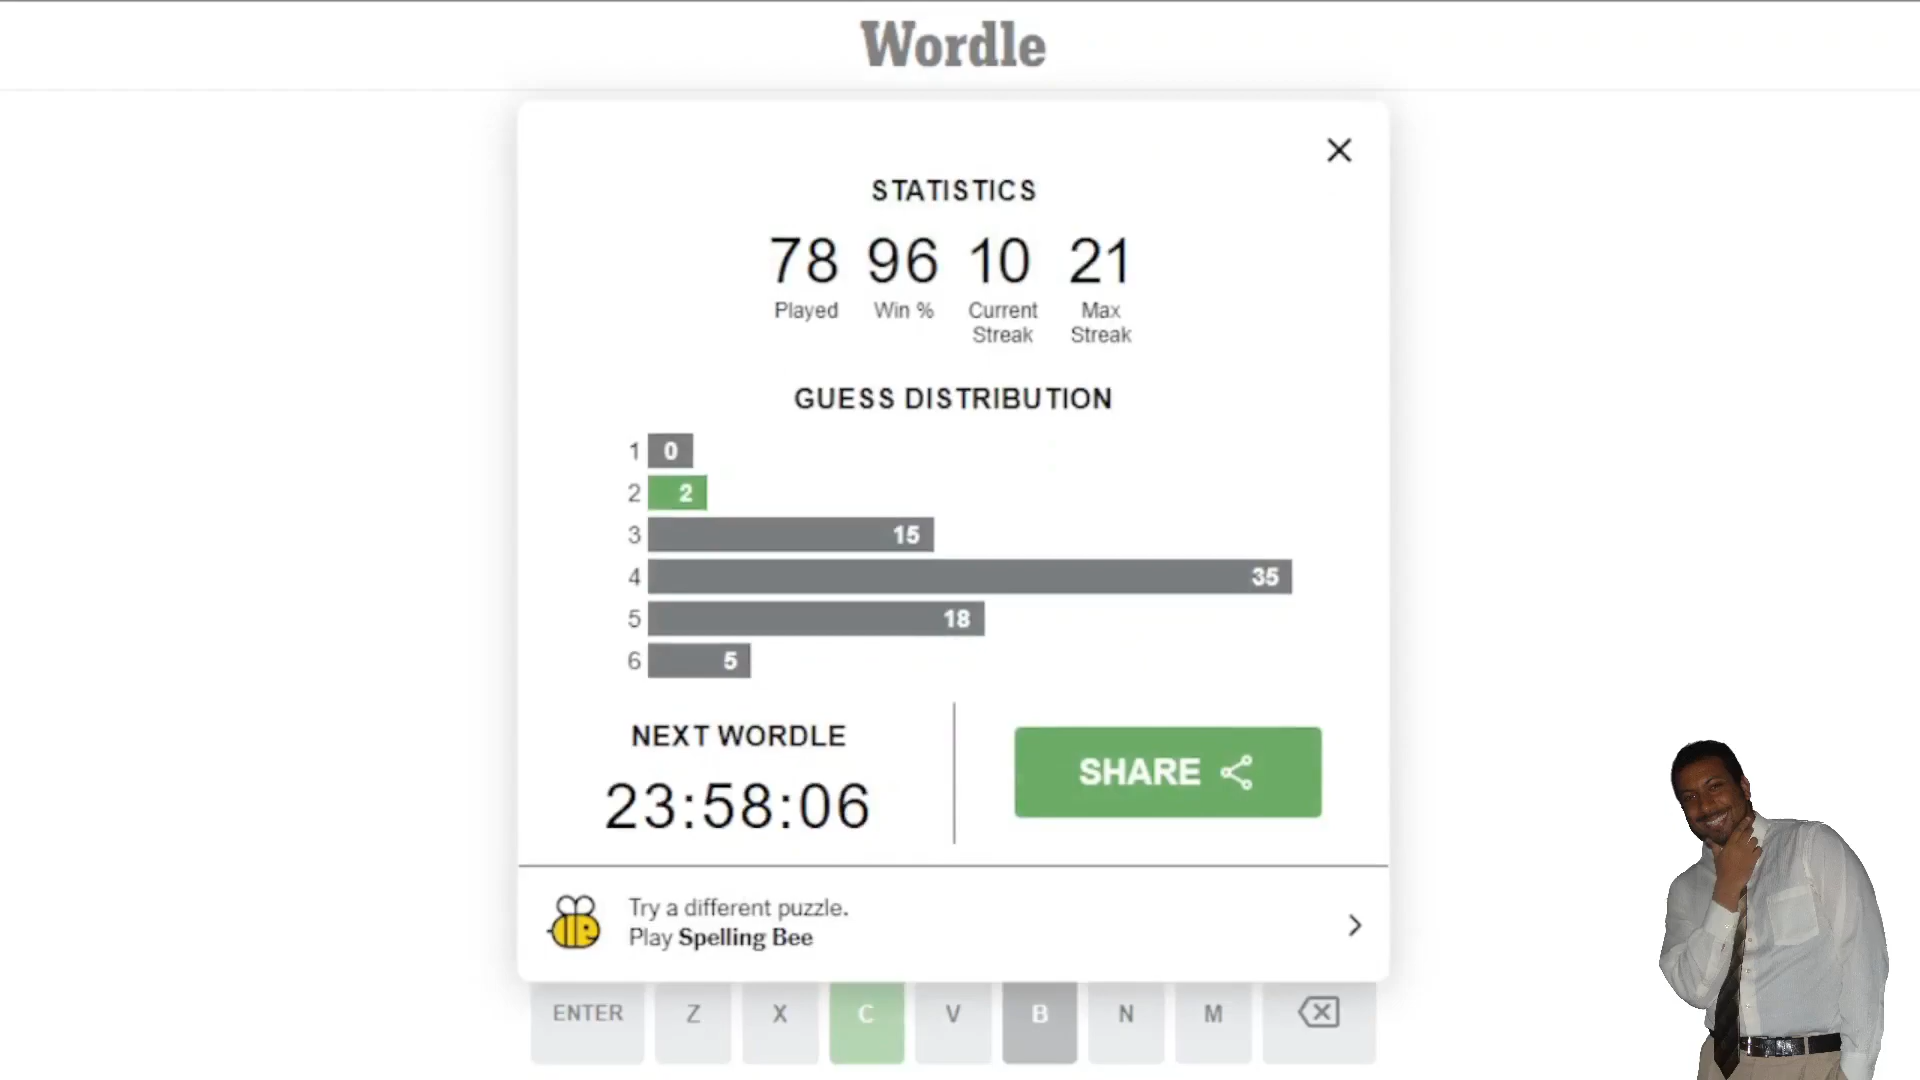 Wordle
STATISTICS
78 96 10 21
Played Win % Current Streak Max Streak
GUESS DISTRIBUTION
1 0
2 2
3 15
4 35
5 18
6 5
NEXT WORDLE
23:58:06
SHARE
Try a different puzzle.
Play Spelling Bee
ENTER Z X C V B N M